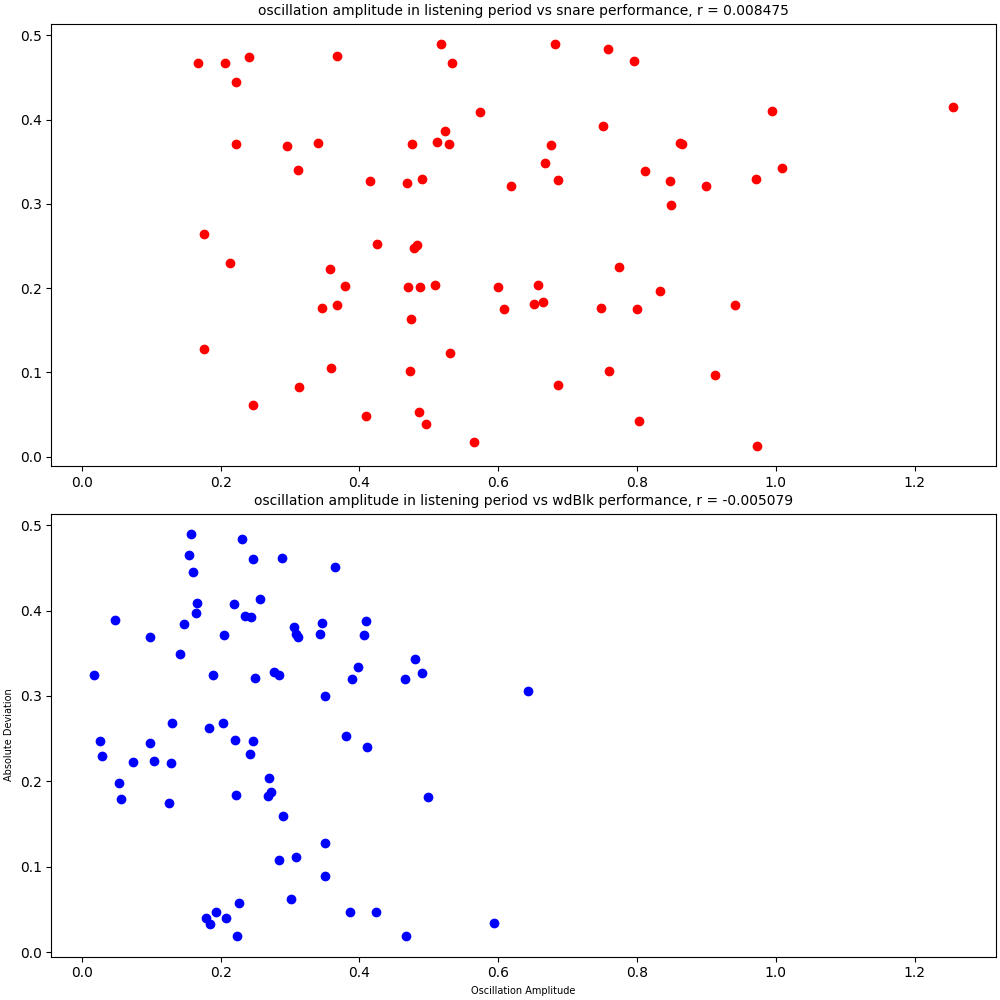 oscillation amplitude in listening period vs snare performance, r = 0.008475
0.5
0.4
0.3
0.2
0.1
0.0
0.0 0.2 0.4 0.6 0.8 1.0 1.2
oscillation amplitude in listening period vs wdBlk performance, r = -0.005079
Absolute Deviation
0.5
0.4
0.3
0.2
0.1
0.0
0.0 0.2 0.4 0.6 0.8 1.0 1.2
Oscillation Amplitude